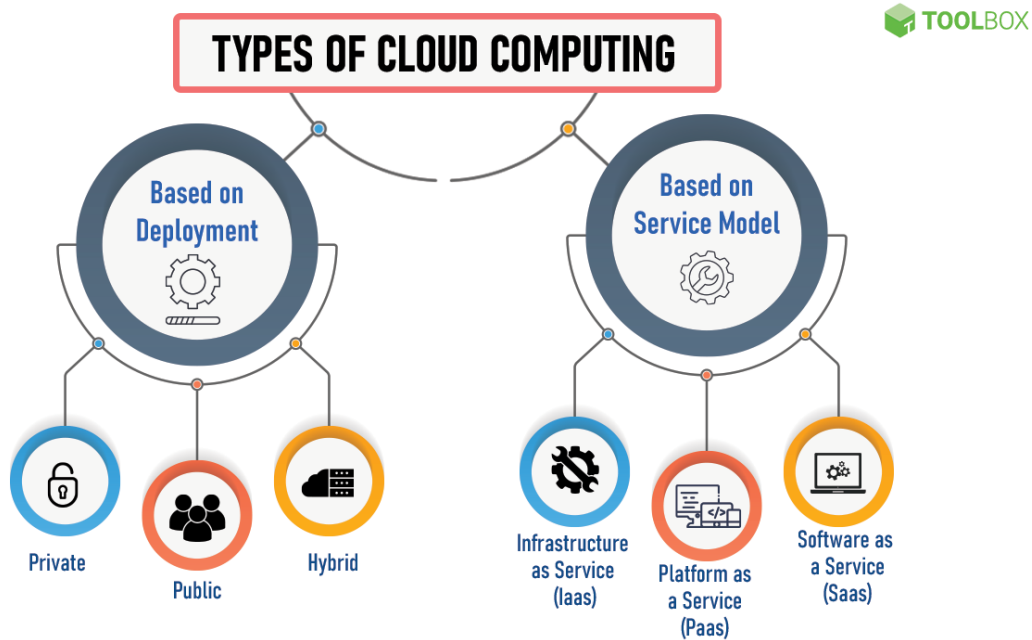 TOOLBOX
TYPES OF CLOUD COMPUTING
Based on
Deployment
Based on
Service Model
Private
Public
Hybrid
Infrastructure
as Service
(Iaas)
</>
Platform as
a Service
(Paas)
Software as
a Service
(Saas)